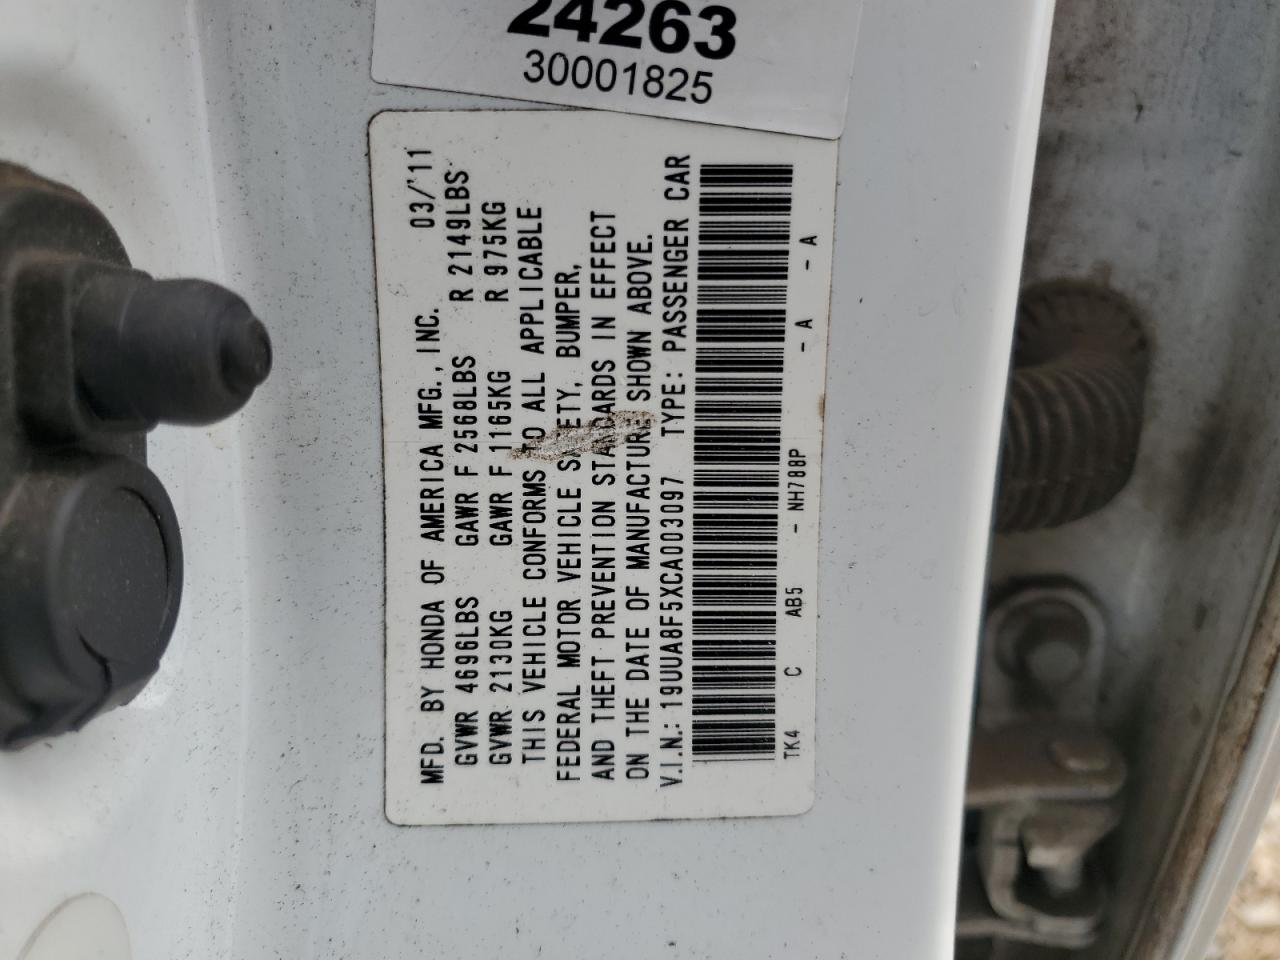 24263
30001825
MFD. BY HONDA OF AMERICA MFG., INC. 03/'11
GVWR 4696LBS GAWR F 2568LBS R 2149LBS
GVWR 2130KG GAWR F 1165KG R 975KG
THIS VEHICLE CONFORMS TO ALL APPLICABLE
FEDERAL MOTOR VEHICLE SAFETY, BUMPER,
AND THEFT PREVENTION STANDARDS IN EFFECT
ON THE DATE OF MANUFACTURE SHOWN ABOVE.
V.I.N.: 19UUA8F5XCA003097 TYPE: PASSENGER CAR
TK4 C AB5 - NH788P - A - A